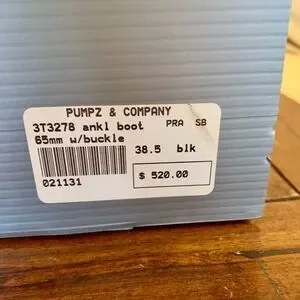 PUMPZ & COMPANY
3T3278 ankl boot PRA SB
65mm w/buckle
38.5 blk
021131
$ 520.00